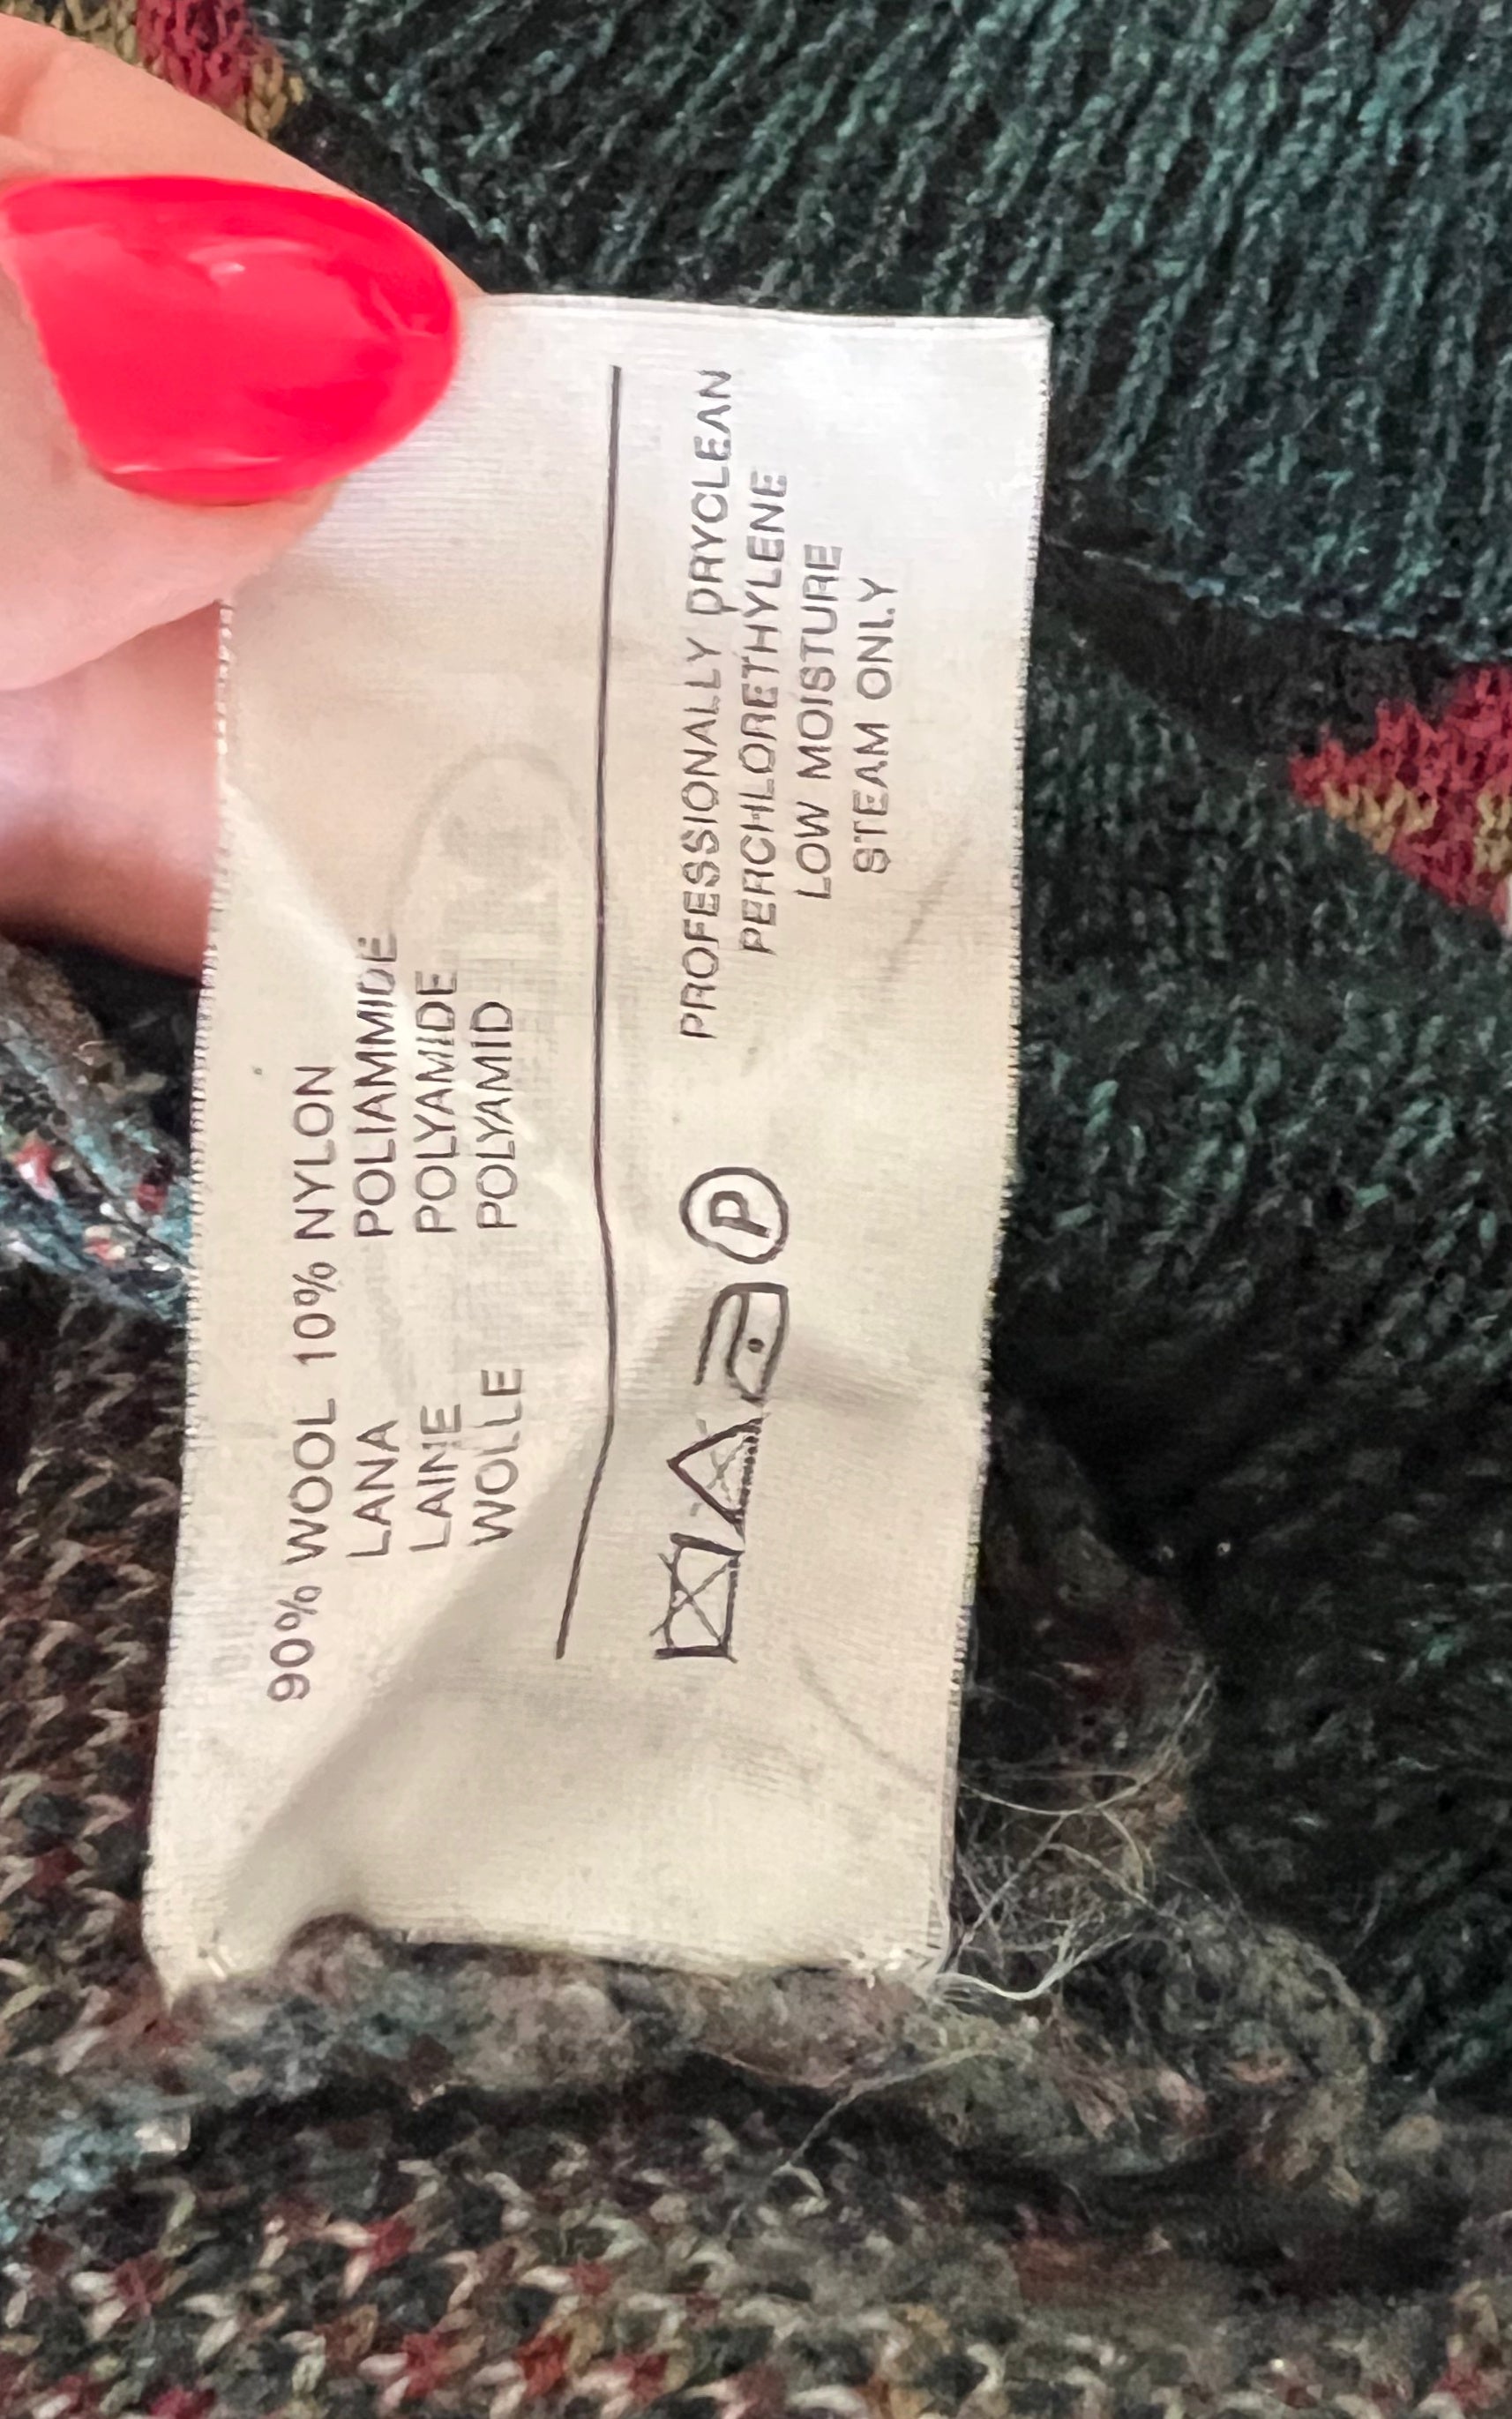 90% WOOL 10% NYLON
LANA POLIAMMIDE
LAINE POLYAMIDE
WOLLE POLYAMID
P
PROFESSIONALLY DRYCLEAN
PERCHLORETHYLENE
LOW MOISTURE
STEAM ONLY